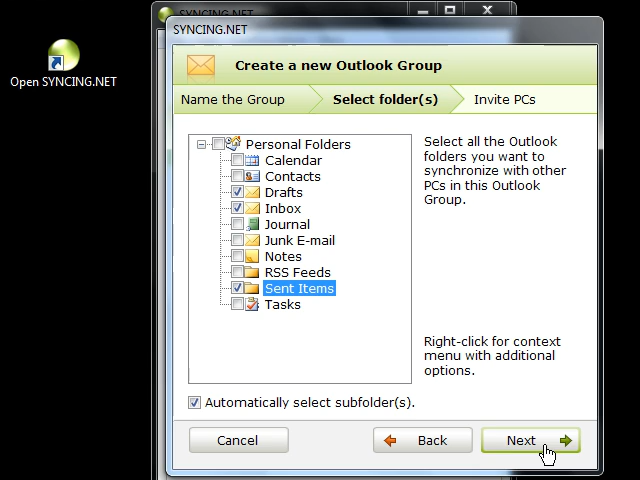 SYNCING.NET
SYNCING.NET
Create a new Outlook Group
Name the Group
Select folder(s)
Invite PCs
Open SYNCING.NET
Personal Folders
Calendar
Contacts
Drafts
Inbox
Journal
Junk E-mail
Notes
RSS Feeds
Sent Items
Tasks
Select all the Outlook
folders you want to
synchronize with other
PCs in this Outlook
Group.
Right-click for context
menu with additional
options.
Automatically select subfolder(s).
Cancel
Back
Next